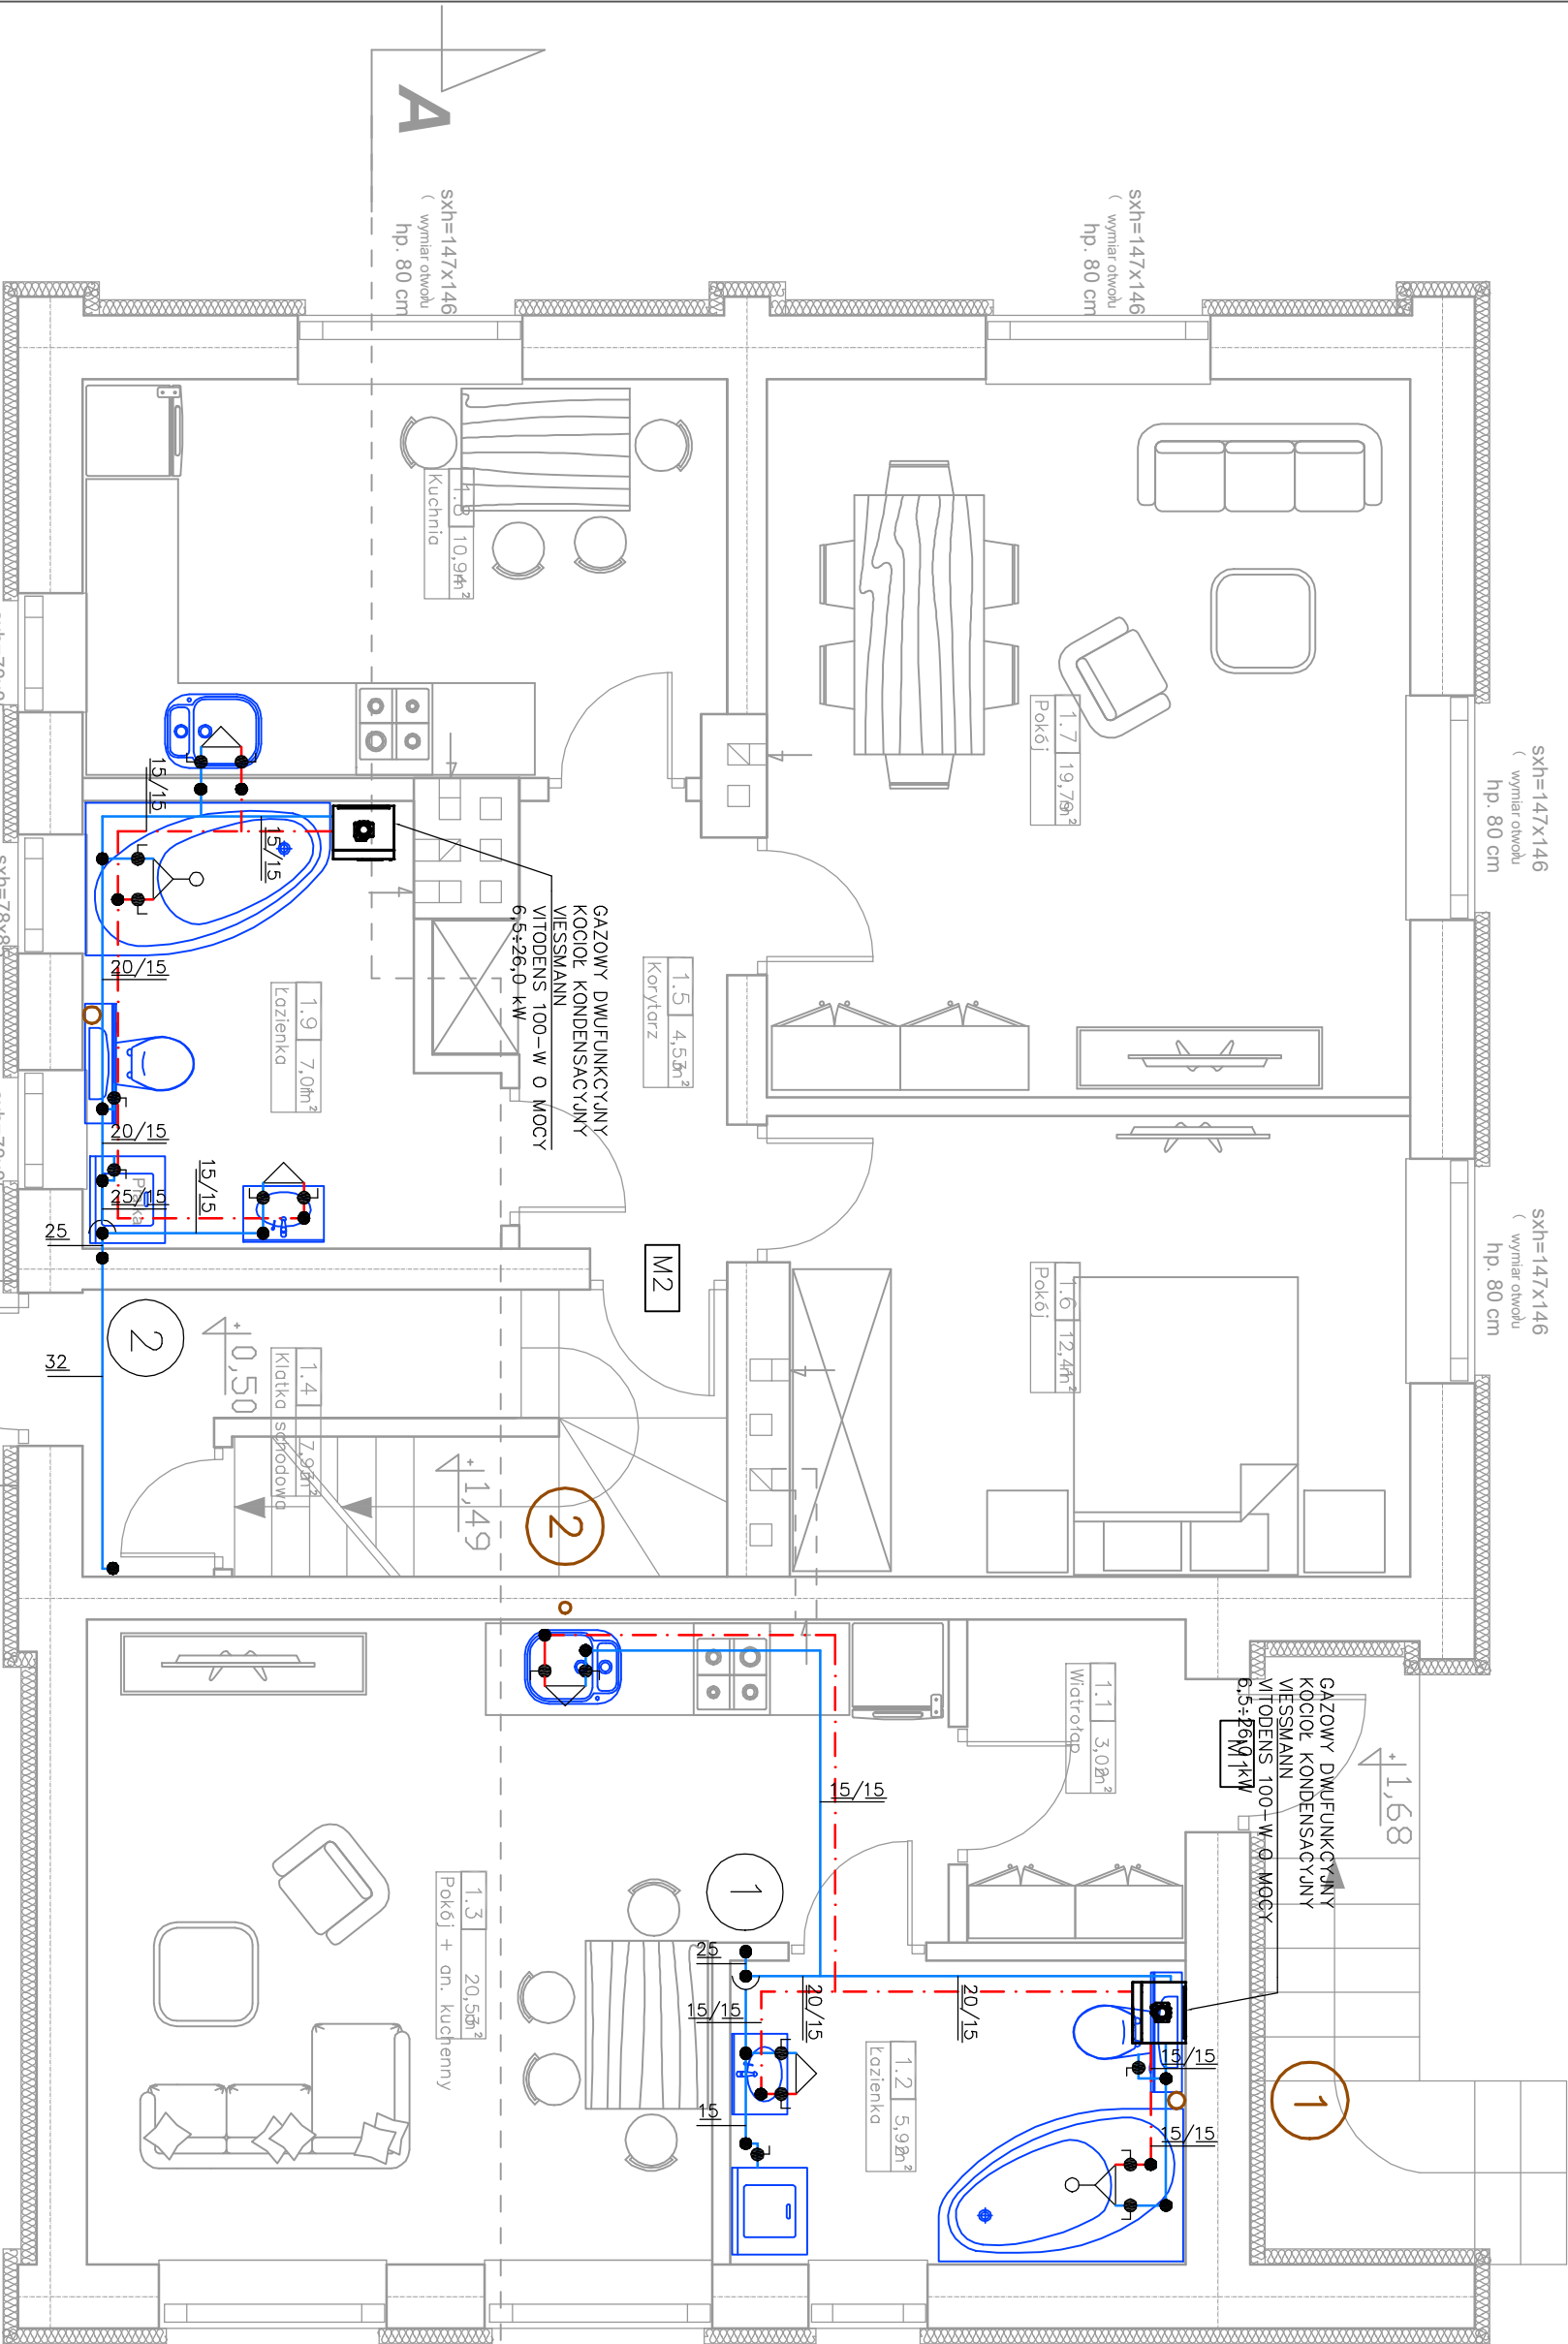 A
sxh=147x146
( wymiar otworu
hp. 80 cm
sxh=147x146
( wymiar otworu)
hp. 80 cm
sxh=147x146
( wymiar otworu)
hp. 80 cm
sxh=147x146
( wymiar otworu)
hp. 80 cm
1.8 10,94m²
Kuchnia
1.7 19,79m²
Pokój
GAZOWY DWUFUNKCYJNY
KOCIOŁ KONDENSACYJNY
VIESSMANN
VITODENS 100-W O MOCY
6,5÷26,0 kW
1.5 4,53m²
Korytarz
1.9 7,01m²
Łazienka
1.6 12,41m²
Pokój
M2
15/15
15/15
20/15
20/15
25/15
15/15
Pralka
25
32
2
+0,50
1.4 7,93m²
Klatka schodowa
+1,49
2
1.1 3,02m²
Wiatrołap
GAZOWY DWUFUNKCYJNY
KOCIOŁ KONDENSACYJNY
VIESSMANN
VITODENS 100-W O MOCY
6,5÷26,0 kW
M1
+1,68
15/15
1
25
15/15
20/15
20/15
15
15/15
15/15
1
1.3 20,53m²
Pokój + an. kuchenny
1.2 5,92m²
Łazienka